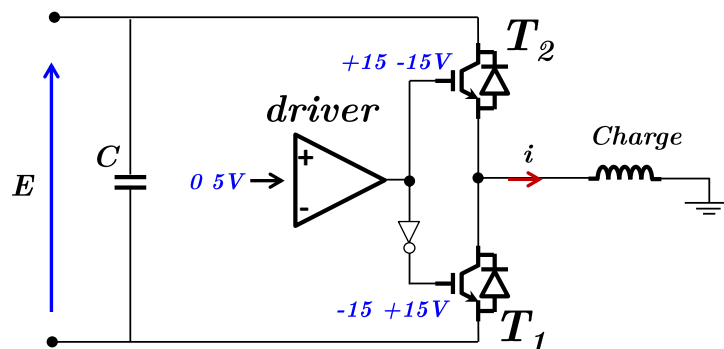 T2
+15 -15V
driver
+
-
0 5V
C
E
i
Charge
-15 +15V
T1